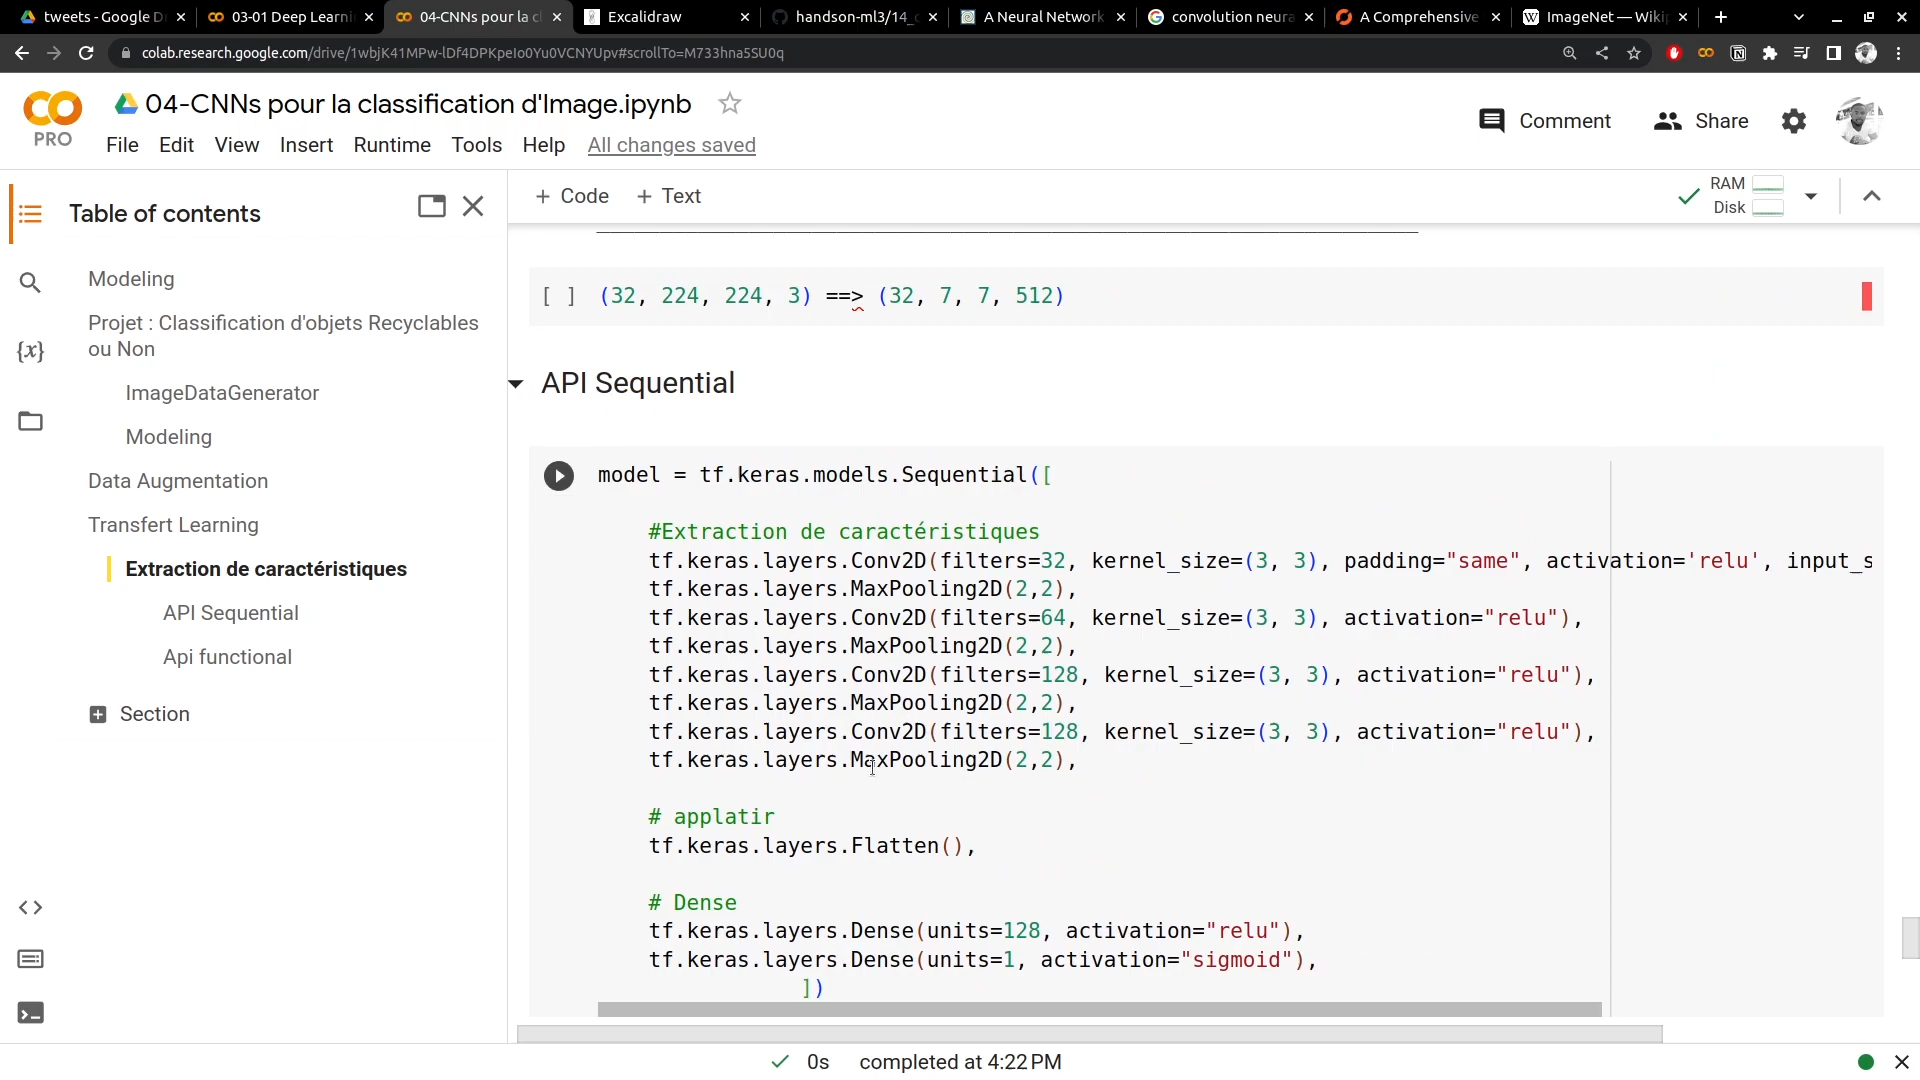 tweets - Google D
03-01 Deep Learni
04-CNNs pour la cl
Excalidraw
handson-ml3/14_
A Neural Network
convolution neura
A Comprehensive
ImageNet — Wiki
colab.research.google.com/drive/1wbjK41MPw-lDf4DPKpeIo0Yu0VCNYUpv#scrollTo=M733hna5SU0q
PRO
04-CNNs pour la classification d'Image.ipynb
File Edit View Insert Runtime Tools Help All changes saved
Comment
Share
Table of contents
Modeling
Projet : Classification d'objets Recyclables
ou Non
ImageDataGenerator
Modeling
Data Augmentation
Transfert Learning
Extraction de caractéristiques
API Sequential
Api functional
Section
+ Code + Text
RAM
Disk
[ ] (32, 224, 224, 3) ==> (32, 7, 7, 512)
API Sequential
model = tf.keras.models.Sequential([
#Extraction de caractéristiques
tf.keras.layers.Conv2D(filters=32, kernel_size=(3, 3), padding="same", activation='relu', input_s
tf.keras.layers.MaxPooling2D(2,2),
tf.keras.layers.Conv2D(filters=64, kernel_size=(3, 3), activation="relu"),
tf.keras.layers.MaxPooling2D(2,2),
tf.keras.layers.Conv2D(filters=128, kernel_size=(3, 3), activation="relu"),
tf.keras.layers.MaxPooling2D(2,2),
tf.keras.layers.Conv2D(filters=128, kernel_size=(3, 3), activation="relu"),
tf.keras.layers.MaxPooling2D(2,2),
# applatir
tf.keras.layers.Flatten(),
# Dense
tf.keras.layers.Dense(units=128, activation="relu"),
tf.keras.layers.Dense(units=1, activation="sigmoid"),
])
0s completed at 4:22 PM